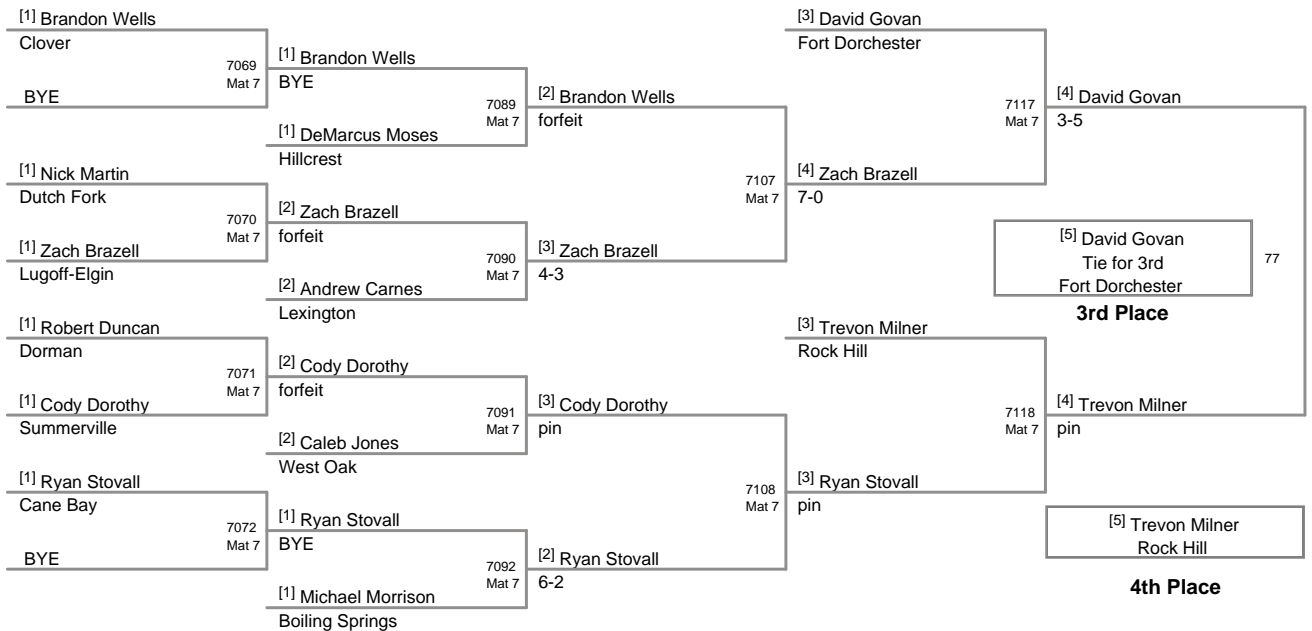 [1] Brandon Wells
Clover
7069
Mat 7
BYE
[1] Nick Martin
Dutch Fork
7070
Mat 7
[1] Zach Brazell
Lugoff-Elgin
[1] Robert Duncan
Dorman
7071
Mat 7
[1] Cody Dorothy
Summerville
[1] Ryan Stovall
Cane Bay
7072
Mat 7
BYE
[1] Brandon Wells
BYE
7089
Mat 7
[1] DeMarcus Moses
Hillcrest
[2] Zach Brazell
forfeit
7090
Mat 7
[2] Andrew Carnes
Lexington
[2] Cody Dorothy
forfeit
7091
Mat 7
[2] Caleb Jones
West Oak
[1] Ryan Stovall
BYE
7092
Mat 7
[1] Michael Morrison
Boiling Springs
[2] Brandon Wells
forfeit
7107
Mat 7
[3] Zach Brazell
4-3
[3] Cody Dorothy
pin
7108
Mat 7
[2] Ryan Stovall
6-2
[3] David Govan
Fort Dorchester
7117
Mat 7
[4] Zach Brazell
7-0
[3] Trevon Milner
Rock Hill
7118
Mat 7
[3] Ryan Stovall
pin
[4] David Govan
3-5
[5] David Govan
Tie for 3rd
Fort Dorchester
77
3rd Place
[4] Trevon Milner
pin
[5] Trevon Milner
Rock Hill
4th Place